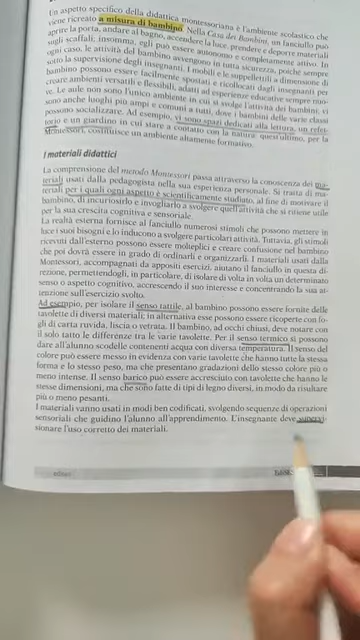 Un aspetto specifico della didattica montessoriana è l'ambiente scolastico che
viene ricreato a misura di bambino. Nella Casa dei Bambini, un fanciullo può
aprire la porta, andare al bagno, accendere la luce, prendere e deporre materiali
sugli scaffali: insomma, egli può essere autonomo e completamente attivo. In
ogni caso, le attività del bambino avvengono in tutta sicurezza, poiché sempre
sotto la supervisione degli insegnanti. I mobili e le suppellettili a dimensione di
bambino possono essere facilmente spostati e ricollocati dagli insegnanti per
creare ambienti versatili e flessibili, adatti ad esperienze educative sempre nuo-
ve. Le aule non sono l'unico ambiente in cui si svolge l'attività dei bambini, vi
sono anche luoghi più ampi e comuni a tutti, dove i bambini delle varie classi
possono socializzare. Ad esempio, vi sono spazi dedicati alla lettura, un refet-
torio e un giardino in cui stare a contatto con la natura: quest'ultimo, per la
Montessori, costituisce un ambiente altamente formativo.
I materiali didattici
La comprensione del metodo Montessori passa attraverso la conoscenza dei ma-
teriali usati dalla pedagogista nella sua esperienza personale. Si tratta di ma-
teriali per i quali ogni aspetto è scientificamente studiato, al fine di motivare il
bambino, di incuriosirlo e invogliarlo a svolgere quell'attività che si ritiene utile
per la sua crescita cognitiva e sensoriale.
La realtà esterna fornisce al fanciullo numerosi stimoli che possono mettere in
luce i suoi bisogni e lo inducono a svolgere particolari attività. Tuttavia, gli stimoli
ricevuti dall'esterno possono essere molteplici e creare confusione nel bambino
che poi dovrà essere in grado di ordinarli e organizzarli. I materiali usati dalla
Montessori, accompagnati da appositi esercizi, aiutano il fanciullo in questa di-
rezione, permettendogli, in particolare, di isolare di volta in volta un determinato
senso o aspetto cognitivo, accrescendo il suo interesse e concentrando la sua at-
tenzione sull'esercizio svolto.
Ad esempio, per isolare il senso tattile, al bambino possono essere fornite delle
tavolette di diversi materiali; in alternativa esse possono essere ricoperte con fo-
gli di carta ruvida, liscia o vetrata. Il bambino, ad occhi chiusi, deve notare con
il solo tatto le differenze tra le varie tavolette. Per il senso termico si possono
dare all'alunno scodelle contenenti acqua con diversa temperatura. Il senso del
colore può essere messo in evidenza con varie tavolette che hanno tutte la stessa
forma e lo stesso peso, ma che presentano gradazioni dello stesso colore più o
meno intense. Il senso barico può essere accresciuto con tavolette che hanno le
stesse dimensioni, ma che sono fatte di tipi di legno diversi, in modo da risultare
più o meno pesanti.
I materiali vanno usati in modi ben codificati, svolgendo sequenze di operazioni
sensoriali che guidino l'alunno all'apprendimento. L'insegnante deve
sionare l'uso corretto dei materiali.